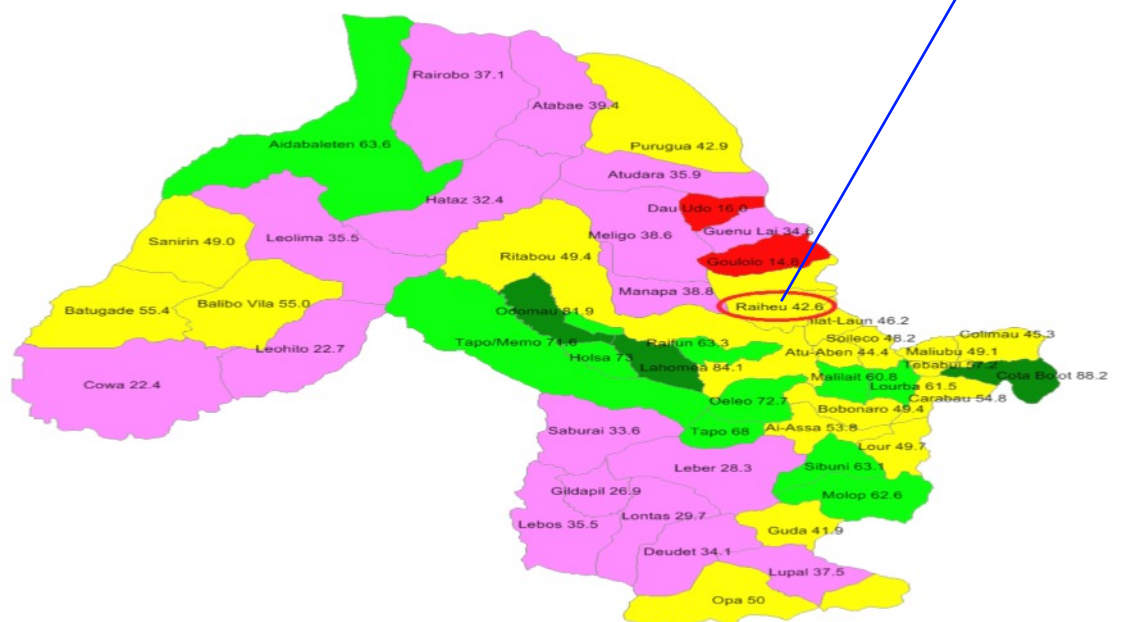 Rairobo 37.1
Atabae 39.4
Purugua 42.9
Aidabaleten 63.6
Atudara 35.9
Hataz 32.4
Dau Udo 16.0
Guenu Lai 34.6
Sanirin 49.0
Leolima 35.5
Meligo 38.6
Ritabou 49.4
Goulolo 14.8
Manapa 38.8
Raiheu 42.6
Batugade 55.4
Balibo Vila 55.0
Odomau 81.9
Ilat-Laun 46.2
Leohito 22.7
Tapo/Memo 71.6
Raifun 63.3
Soileco 48.2
Colimau 45.3
Holsa 73
Atu-Aben 44.4
Maliubu 49.1
Lahomea 84.1
Tebabui 57.2
Cowa 22.4
Malilait 60.8
Lourba 61.5
Cota Bo'ot 88.2
Oeleo 72.7
Carabau 54.8
Bobonaro 49.4
Saburai 33.6
Tapo 68
Ai-Assa 53.8
Lour 49.7
Leber 28.3
Sibuni 63.1
Gildapil 26.9
Molop 62.6
Lebos 35.5
Lontas 29.7
Guda 41.9
Deudet 34.1
Lupal 37.5
Opa 50